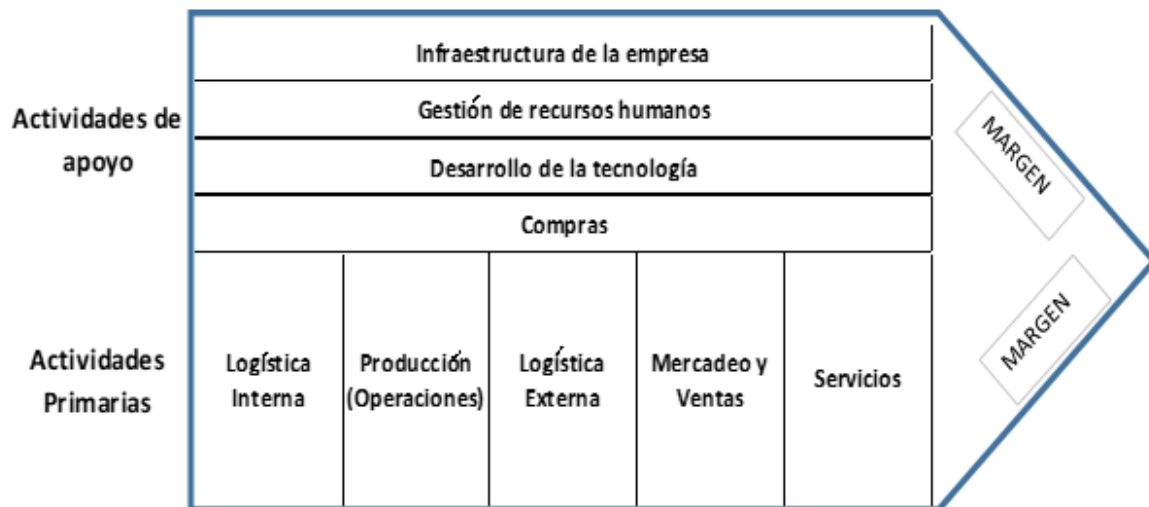 Infraestructura de la empresa
Gestión de recursos humanos
Desarrollo de la tecnología
Compras
Actividades de
apoyo
MARGEN
MARGEN
Actividades
Primarias
Logística
Interna
Producción
(Operaciones)
Logística
Externa
Mercadeo y
Ventas
Servicios